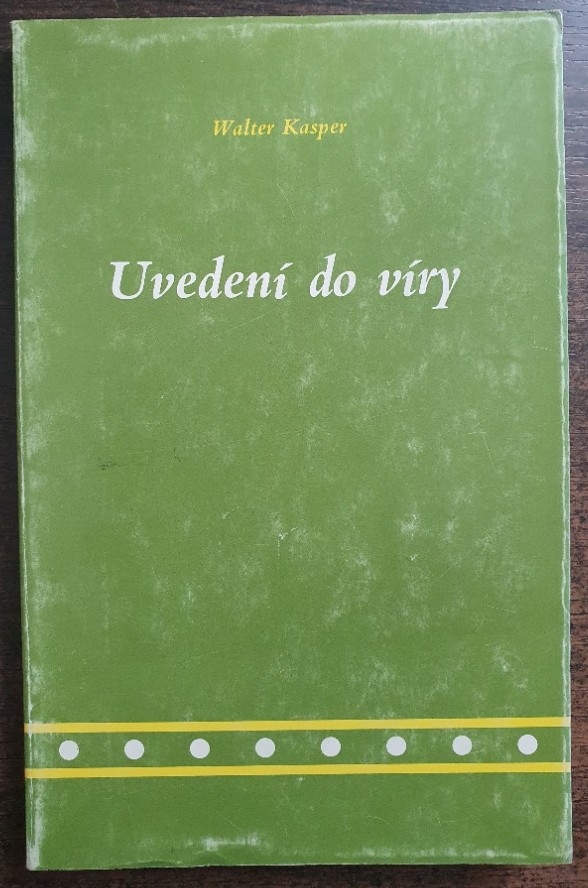 Walter Kasper
Uvedení do víry